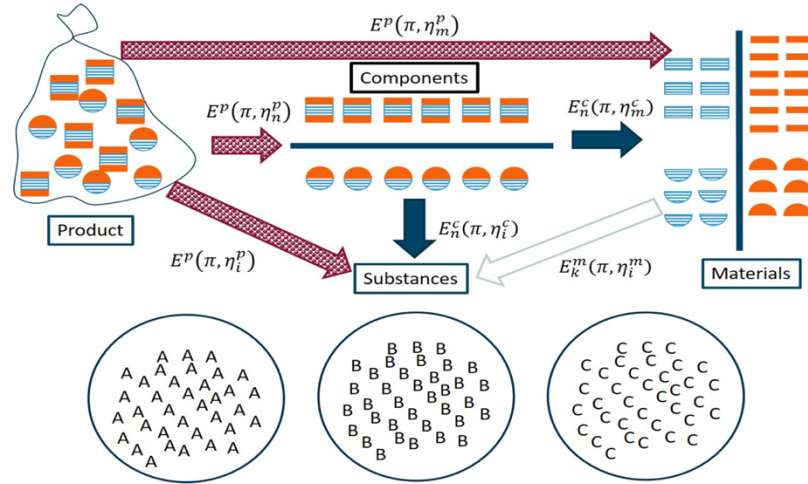 E^p(π, η_m^p)
Components
E^p(π, η_n^p)
E_n^c(π, η_m^c)
Product
E_n^c(π, η_i^c)
E^p(π, η_i^p)
E_k^m(π, η_i^m)
Substances
Materials
A A A
A A A A
A A A
A A A A
A A A A
A A A A
A A A A
A A A A
A
B B B
B B B B
B B B B
B B B B
B B B B
B B B B
B B B B
B B
C C C
C C C C
C C C C
C C C C
C C C C
C C C C
C C C C
C C